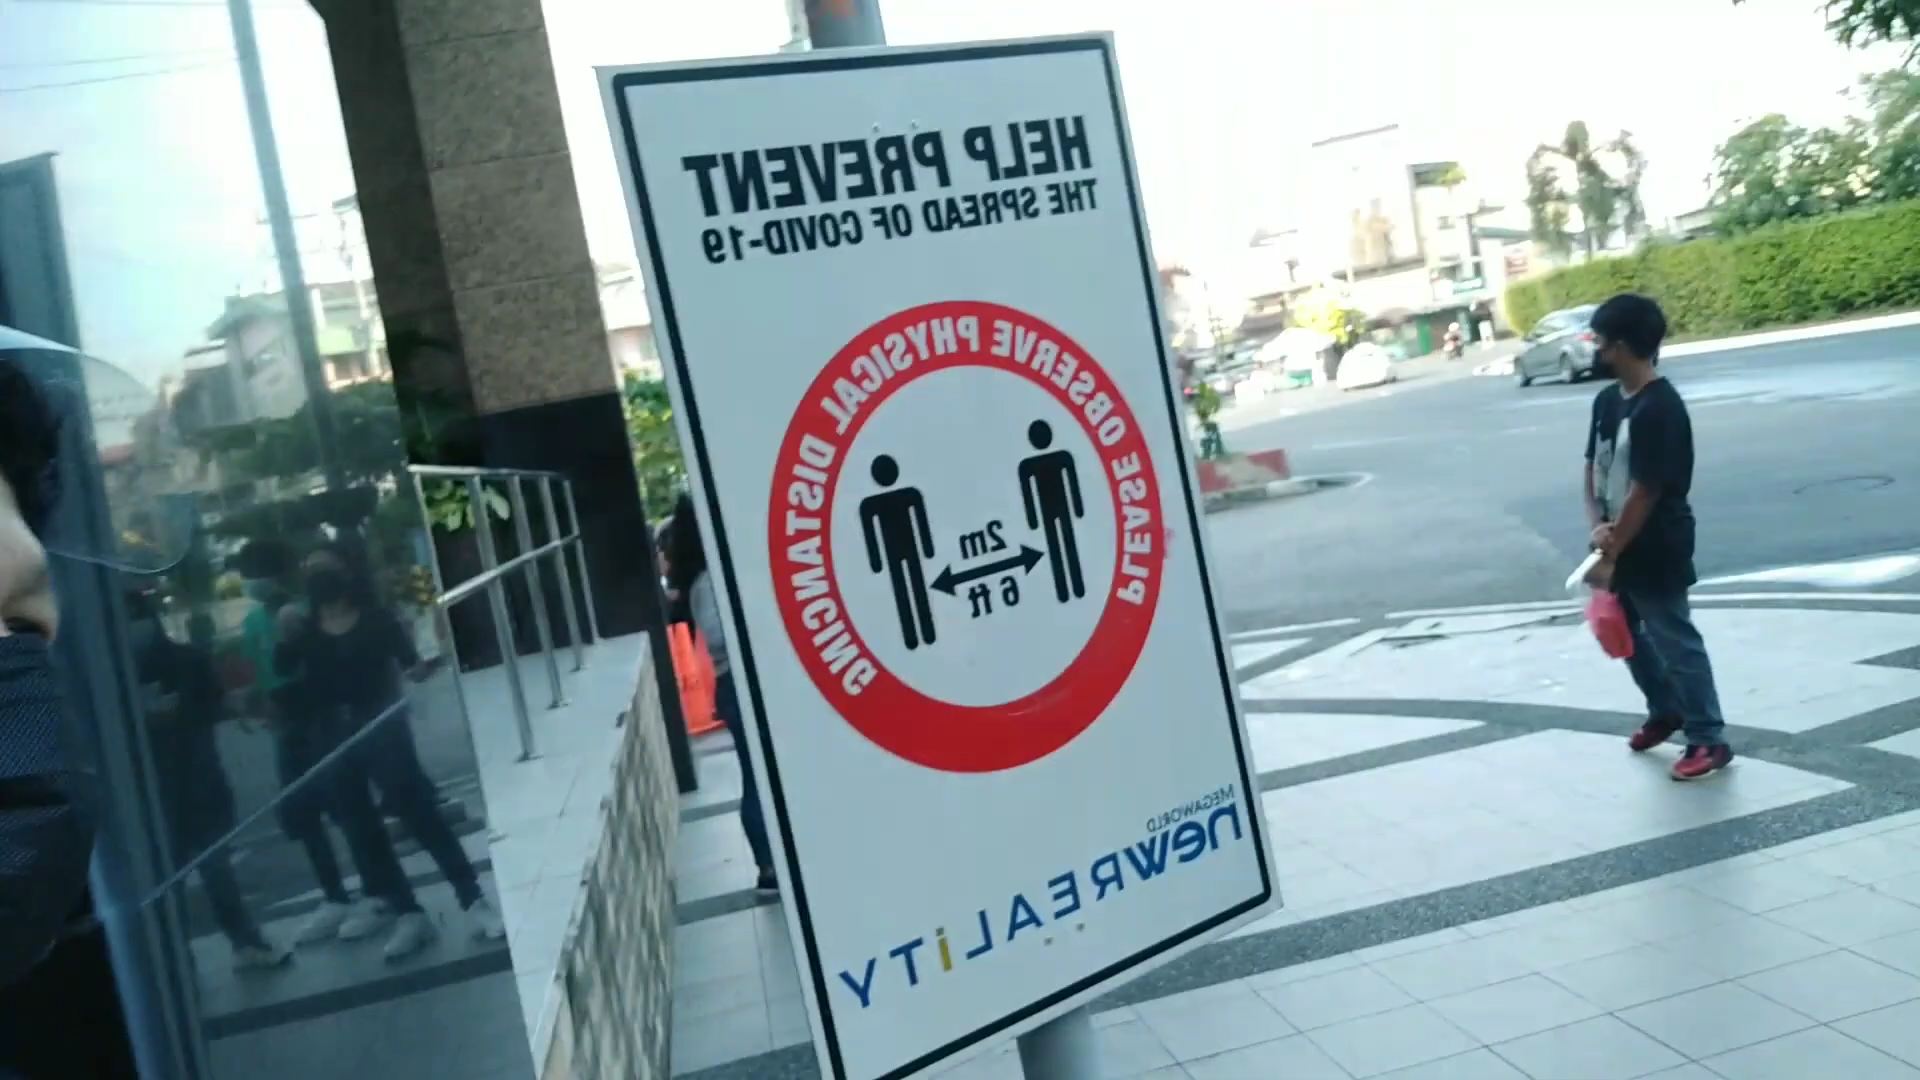 HELP PREVENT
THE SPREAD OF COVID-19
PLEASE OBSERVE PHYSICAL DISTANCING
2m
6 ft
MEGAWORLD
newREALiTY